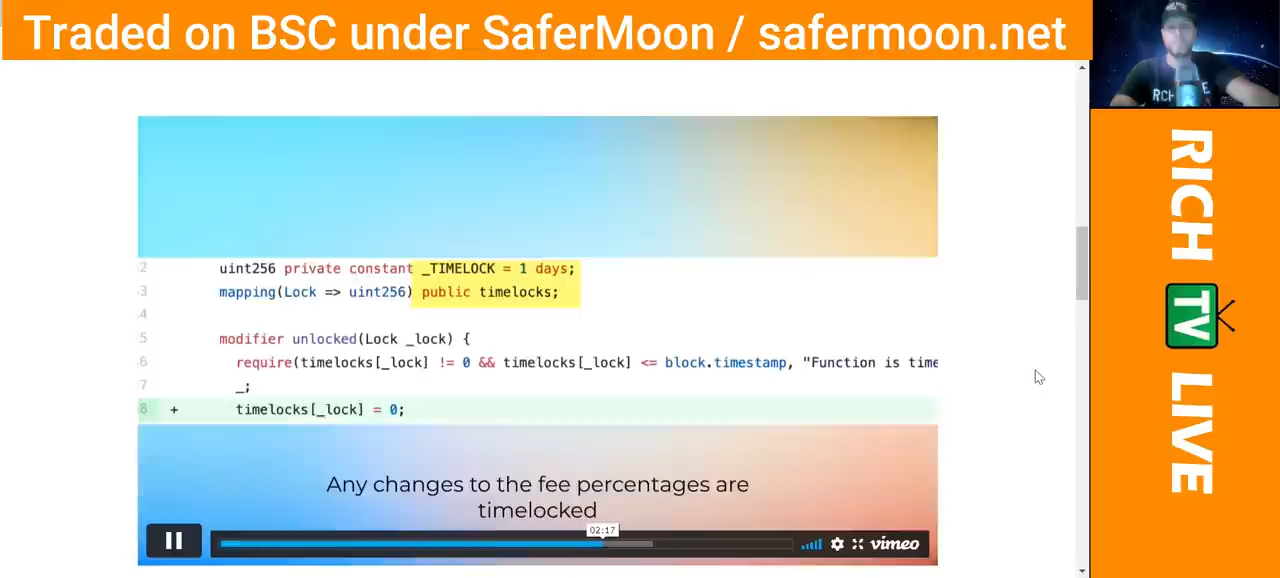 Traded on BSC under SaferMoon / safermoon.net
2 uint256 private constant _TIMELOCK = 1 days;
3 mapping(Lock => uint256) public timelocks;
4
5 modifier unlocked(Lock _lock) {
6 require(timelocks[_lock] != 0 && timelocks[_lock] <= block.timestamp, "Function is time
7 _;
8 + timelocks[_lock] = 0;
Any changes to the fee percentages are
timelocked
02:17
vimeo
RICH
TV
LIVE